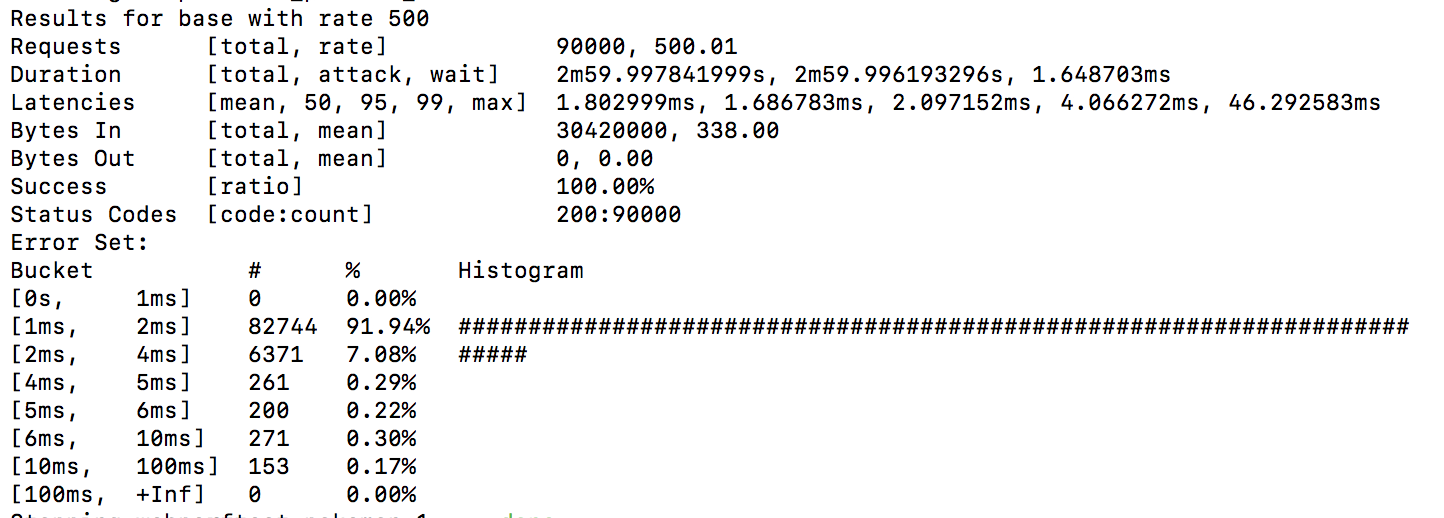 Results for base with rate 500
Requests      [total, rate]            90000, 500.01
Duration      [total, attack, wait]    2m59.997841999s, 2m59.996193296s, 1.648703ms
Latencies     [mean, 50, 95, 99, max]  1.802999ms, 1.686783ms, 2.097152ms, 4.066272ms, 46.292583ms
Bytes In      [total, mean]            30420000, 338.00
Bytes Out     [total, mean]            0, 0.00
Success       [ratio]                  100.00%
Status Codes  [code:count]             200:90000
Error Set:
Bucket           #      %       Histogram
[0s,     1ms]    0      0.00%
[1ms,    2ms]    82744  91.94%  ####################################################################
[2ms,    4ms]    6371   7.08%   #####
[4ms,    5ms]    261    0.29%
[5ms,    6ms]    200    0.22%
[6ms,    10ms]   271    0.30%
[10ms,   100ms]  153    0.17%
[100ms,  +Inf]   0      0.00%